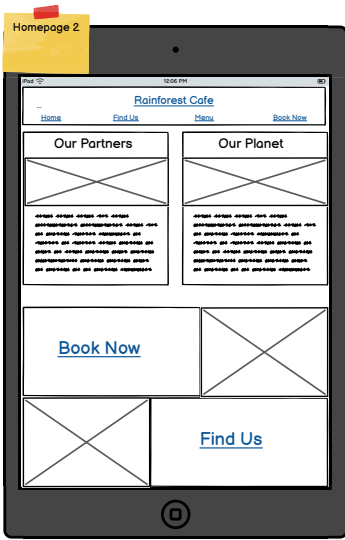 Homepage 2
iPod
12:06 PM
Rainforest Cafe
Home Find Us Menu Book Now
Our Partners Our Planet
Book Now
Find Us